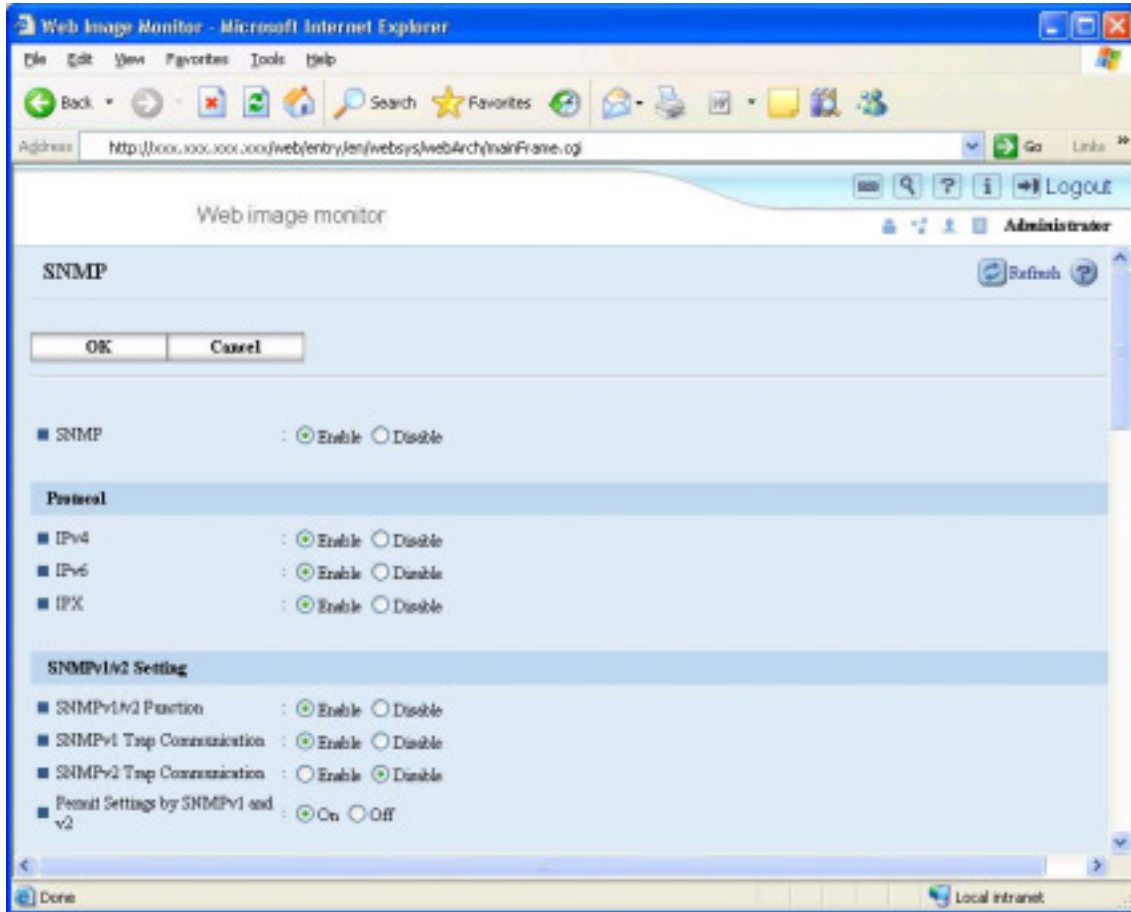 Web Image Monitor - Microsoft Internet Explorer
File Edit View Favorites Tools Help
Back Search Favorites
Address http://xxx.xxx.xxx.xxx/web/entry/en/websys/webArch/mainFrame.cgi Go Links »
Logout
Web image monitor
Administrator
SNMP Refresh ?
OK Cancel
SNMP : Enable Disable
Protocol
IPv4 : Enable Disable
IPv6 : Enable Disable
IPX : Enable Disable
SNMPv1/v2 Setting
SNMPv1/v2 Function : Enable Disable
SNMPv1 Trap Communication : Enable Disable
SNMPv2 Trap Communication : Enable Disable
Permit Settings by SNMPv1 and : On Off
v2
Done Local intranet